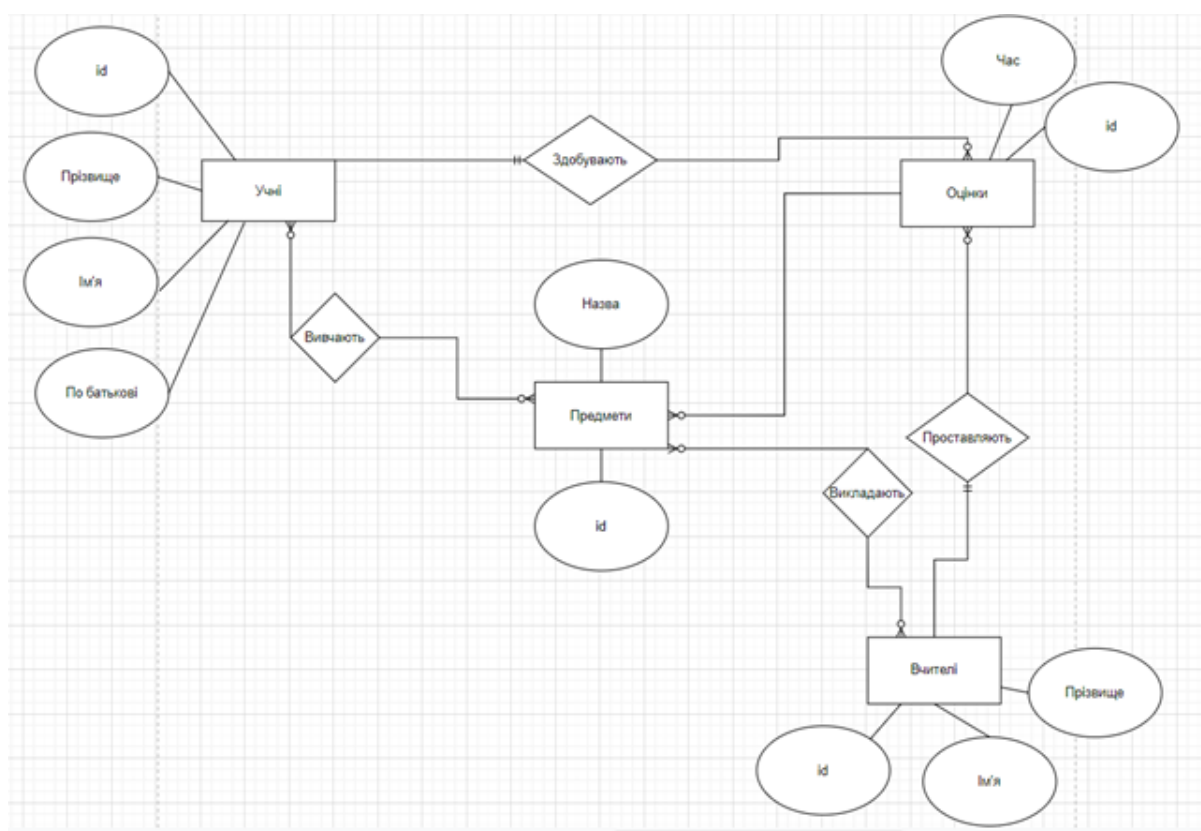 Час
id
id
Здобувають
Прізвище
Учні
Оцінки
Ім'я
Назва
Вивчають
По батькові
Предмети
Проставляють
Викладають
id
Вчителі
Прізвище
id
Ім'я